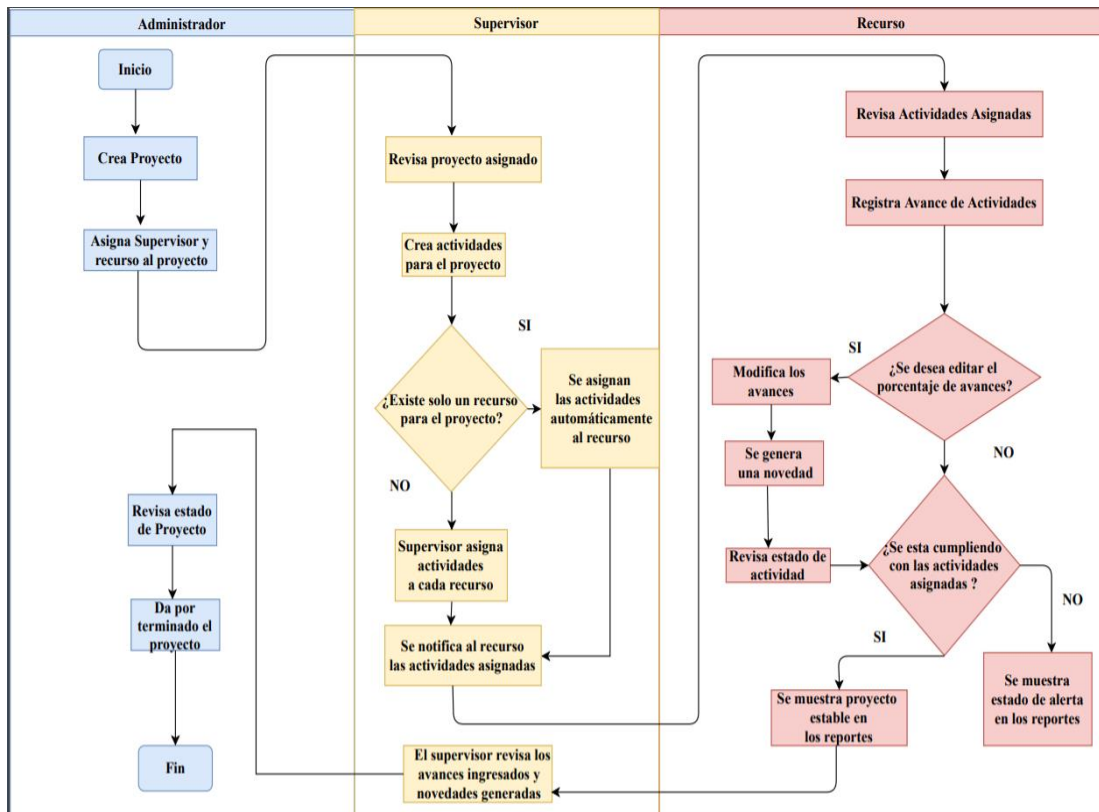 Administrador
Supervisor
Recurso
Inicio
Crea Proyecto
Asigna Supervisor y
recurso al proyecto
Revisa estado
de Proyecto
Da por
terminado el
proyecto
Fin
Revisa proyecto asignado
Crea actividades
para el proyecto
SI
¿Existe solo un recurso
para el proyecto?
Se asignan
las actividades
automáticamente
al recurso
NO
Supervisor asigna
actividades
a cada recurso
Se notifica al recurso
las actividades asignadas
El supervisor revisa los
avances ingresados y
novedades generadas
Revisa Actividades Asignadas
Registra Avance de Actividades
SI
¿Se desea editar el
porcentaje de avances?
Modifica los
avances
NO
Se genera
una novedad
Revisa estado de
actividad
¿Se esta cumpliendo
con las actividades
asignadas ?
NO
SI
Se muestra proyecto
estable en
los reportes
Se muestra
estado de alerta
en los reportes